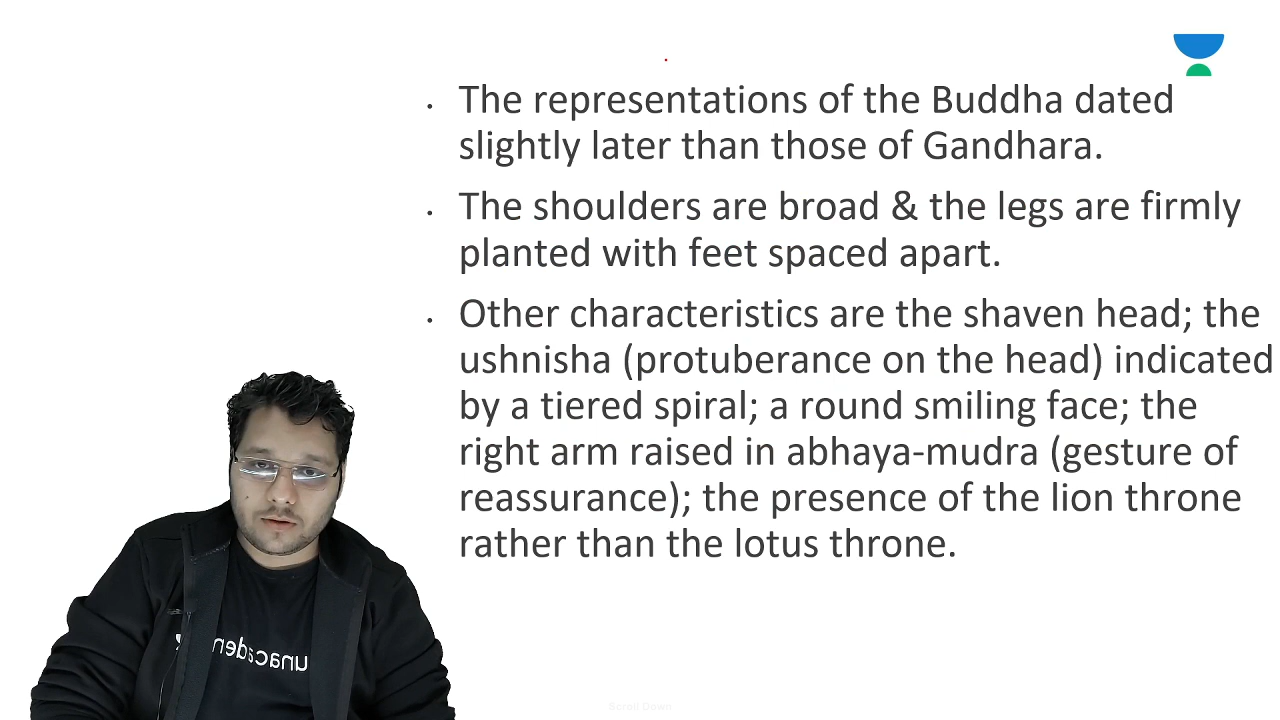 • The representations of the Buddha dated
slightly later than those of Gandhara.
• The shoulders are broad & the legs are firmly
planted with feet spaced apart.
• Other characteristics are the shaven head; the
ushnisha (protuberance on the head) indicated
by a tiered spiral; a round smiling face; the
right arm raised in abhaya-mudra (gesture of
reassurance); the presence of the lion throne
rather than the lotus throne.
unacaden
Scroll Down